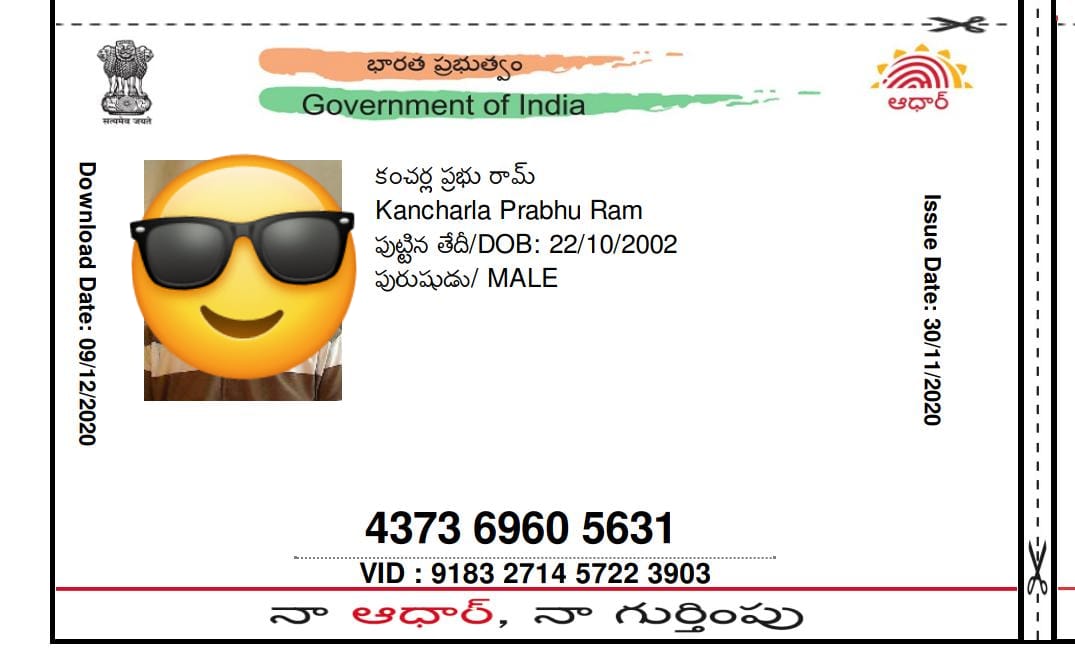 భారత ప్రభుత్వం
Government of India
सत्यमेव जयते
ఆధార్
Download Date: 09/12/2020
కంచర్ల ప్రభు రామ్
Kancharla Prabhu Ram
పుట్టిన తేదీ/DOB: 22/10/2002
పురుషుడు/ MALE
Issue Date: 30/11/2020
4373 6960 5631
VID : 9183 2714 5722 3903
నా ఆధార్, నా గుర్తింపు